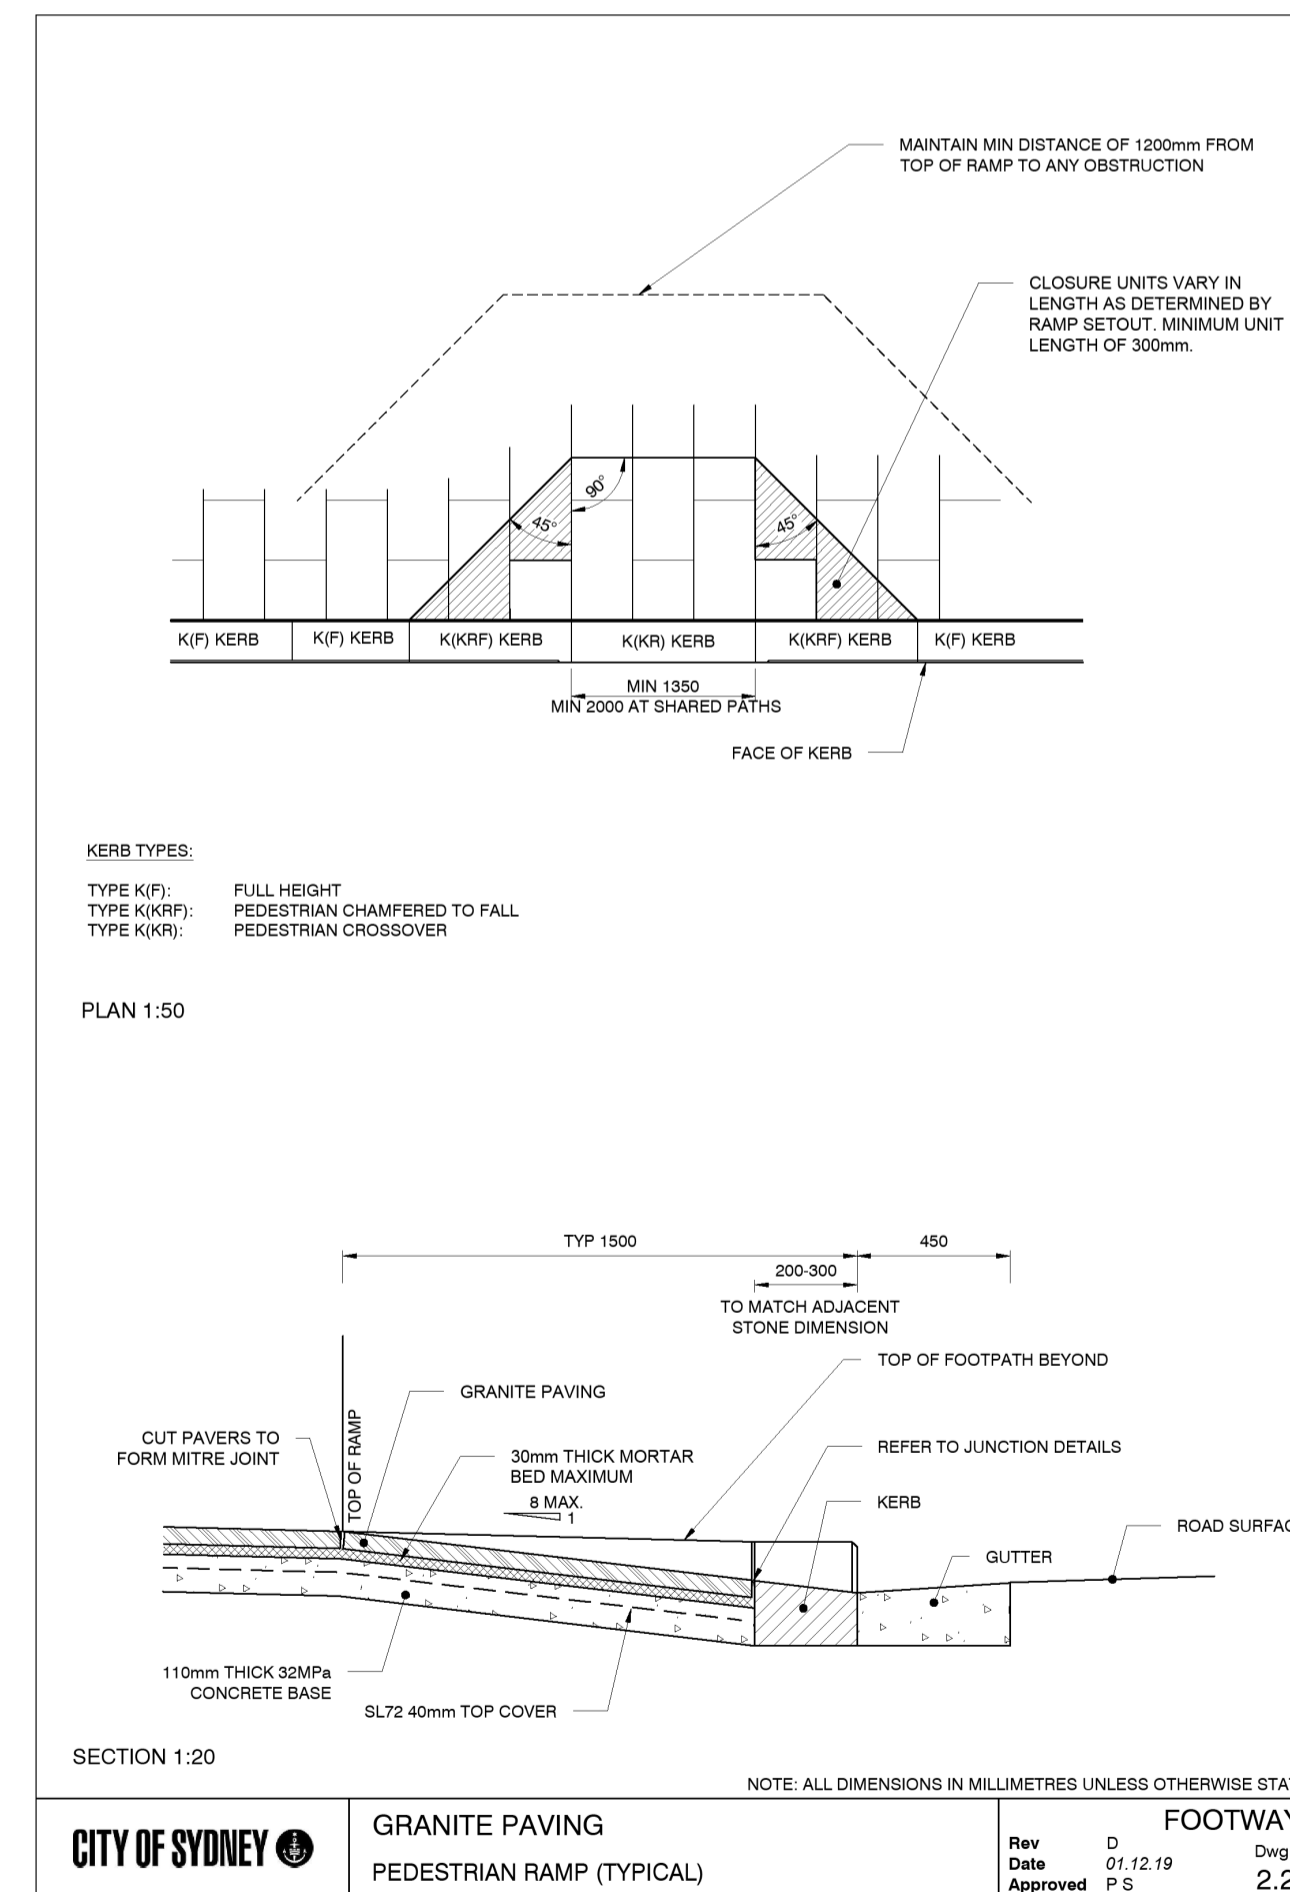 MAINTAIN MIN DISTANCE OF 1200mm FROM
TOP OF RAMP TO ANY OBSTRUCTION
CLOSURE UNITS VARY IN
LENGTH AS DETERMINED BY
RAMP SETOUT. MINIMUM UNIT
LENGTH OF 300mm.
90°
45°
45°
K(F) KERB
K(F) KERB
K(KRF) KERB
K(KR) KERB
K(KRF) KERB
K(F) KERB
MIN 1350
MIN 2000 AT SHARED PATHS
FACE OF KERB
KERB TYPES:
TYPE K(F): FULL HEIGHT
TYPE K(KRF): PEDESTRIAN CHAMFERED TO FALL
TYPE K(KR): PEDESTRIAN CROSSOVER
PLAN 1:50
TYP 1500
450
200-300
TO MATCH ADJACENT
STONE DIMENSION
TOP OF FOOTPATH BEYOND
GRANITE PAVING
CUT PAVERS TO
FORM MITRE JOINT
TOP OF RAMP
30mm THICK MORTAR
BED MAXIMUM
REFER TO JUNCTION DETAILS
8 MAX.
1
KERB
ROAD SURFAC
GUTTER
110mm THICK 32MPa
CONCRETE BASE
SL72 40mm TOP COVER
SECTION 1:20
NOTE: ALL DIMENSIONS IN MILLIMETRES UNLESS OTHERWISE STA
CITY OF SYDNEY
GRANITE PAVING
PEDESTRIAN RAMP (TYPICAL)
FOOTWAY
Rev D
Date 01.12.19
Approved P S
Dwg
2.2